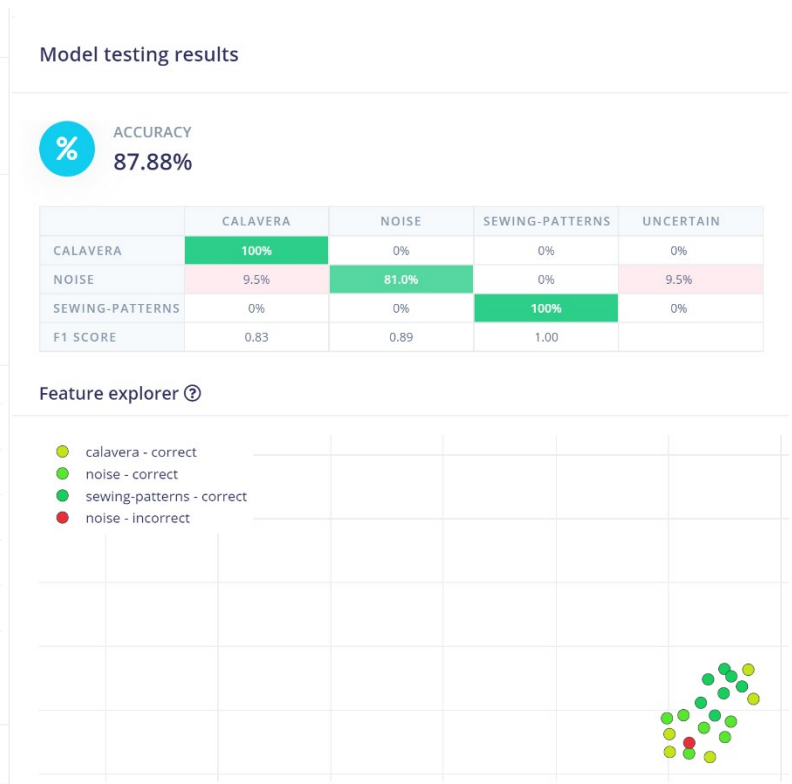 Model testing results
%
ACCURACY
87.88%
CALAVERA NOISE SEWING-PATTERNS UNCERTAIN
CALAVERA 100% 0% 0% 0%
NOISE 9.5% 81.0% 0% 9.5%
SEWING-PATTERNS 0% 0% 100% 0%
F1 SCORE 0.83 0.89 1.00
Feature explorer ?
calavera - correct
noise - correct
sewing-patterns - correct
noise - incorrect